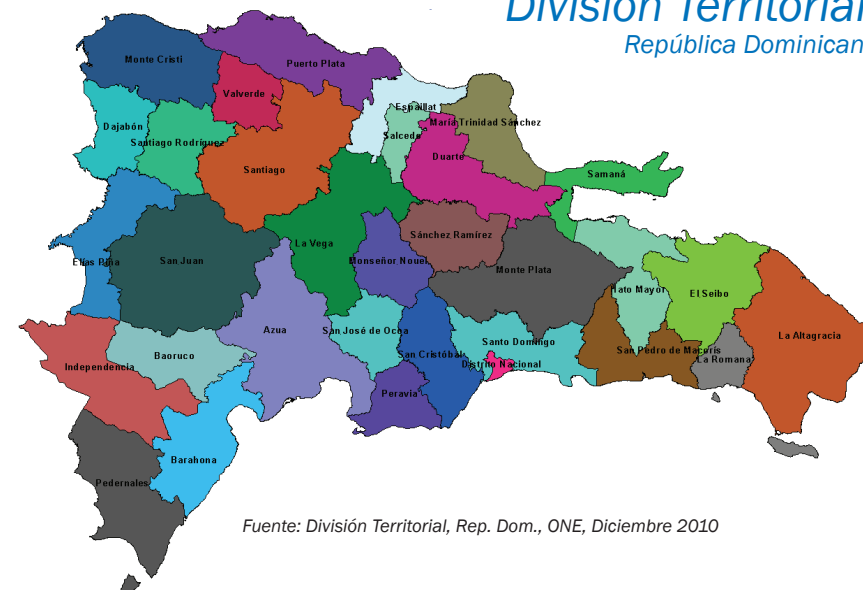 División Territorial
República Dominican
Monte Cristi
Puerto Plata
Valverde
Espaillat
Dajabón
Santiago Rodríguez
Salcedo
María Trinidad Sánchez
Duarte
Santiago
Samaná
Elías Piña
San Juan
La Vega
Sánchez Ramírez
Monseñor Nouel
Monte Plata
Hato Mayor
El Seibo
La Altagracia
Azua
San José de Ocoa
Santo Domingo
San Pedro de Macorís
La Romana
Independencia
Baoruco
San Cristóbal
Distrito Nacional
Peravia
Barahona
Pedernales
Fuente: División Territorial, Rep. Dom., ONE, Diciembre 2010